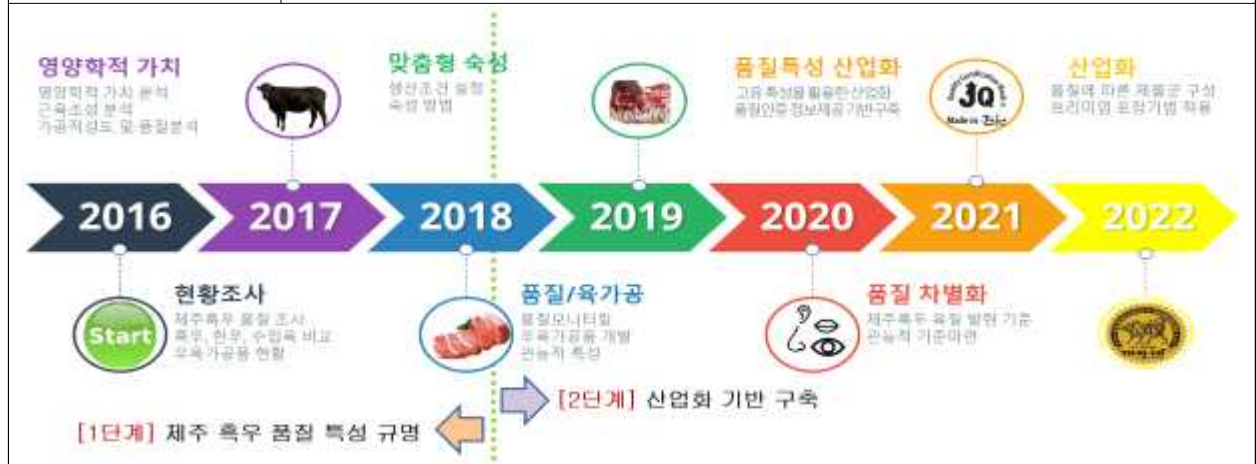 영양학적 가치
영양학적 가치 분석
근육조성 분석
가공적성도 및 품질분석
맞춤형 숙성
생산조건 설정
숙성 방법
품질특성 산업화
고유 특성을 활용한 산업화
품질인증 정보제공 기반구축
산업화
품질에 따른 제품군 구성
프리미엄 포장기법 적용
JQ
Made in Jeju
2016
2017
2018
2019
2020
2021
2022
Start
현황조사
제주흑우 품질 조사
흑우, 한우, 수입육 비교
우육가공품 현황
품질/육가공
품질모니터링
우육가공품 개발
관능적 특성
품질 차별화
제주흑우 육질 발현 기준
관능적 기준마련
[2단계] 산업화 기반 구축
[1단계] 제주 흑우 품질 특성 규명